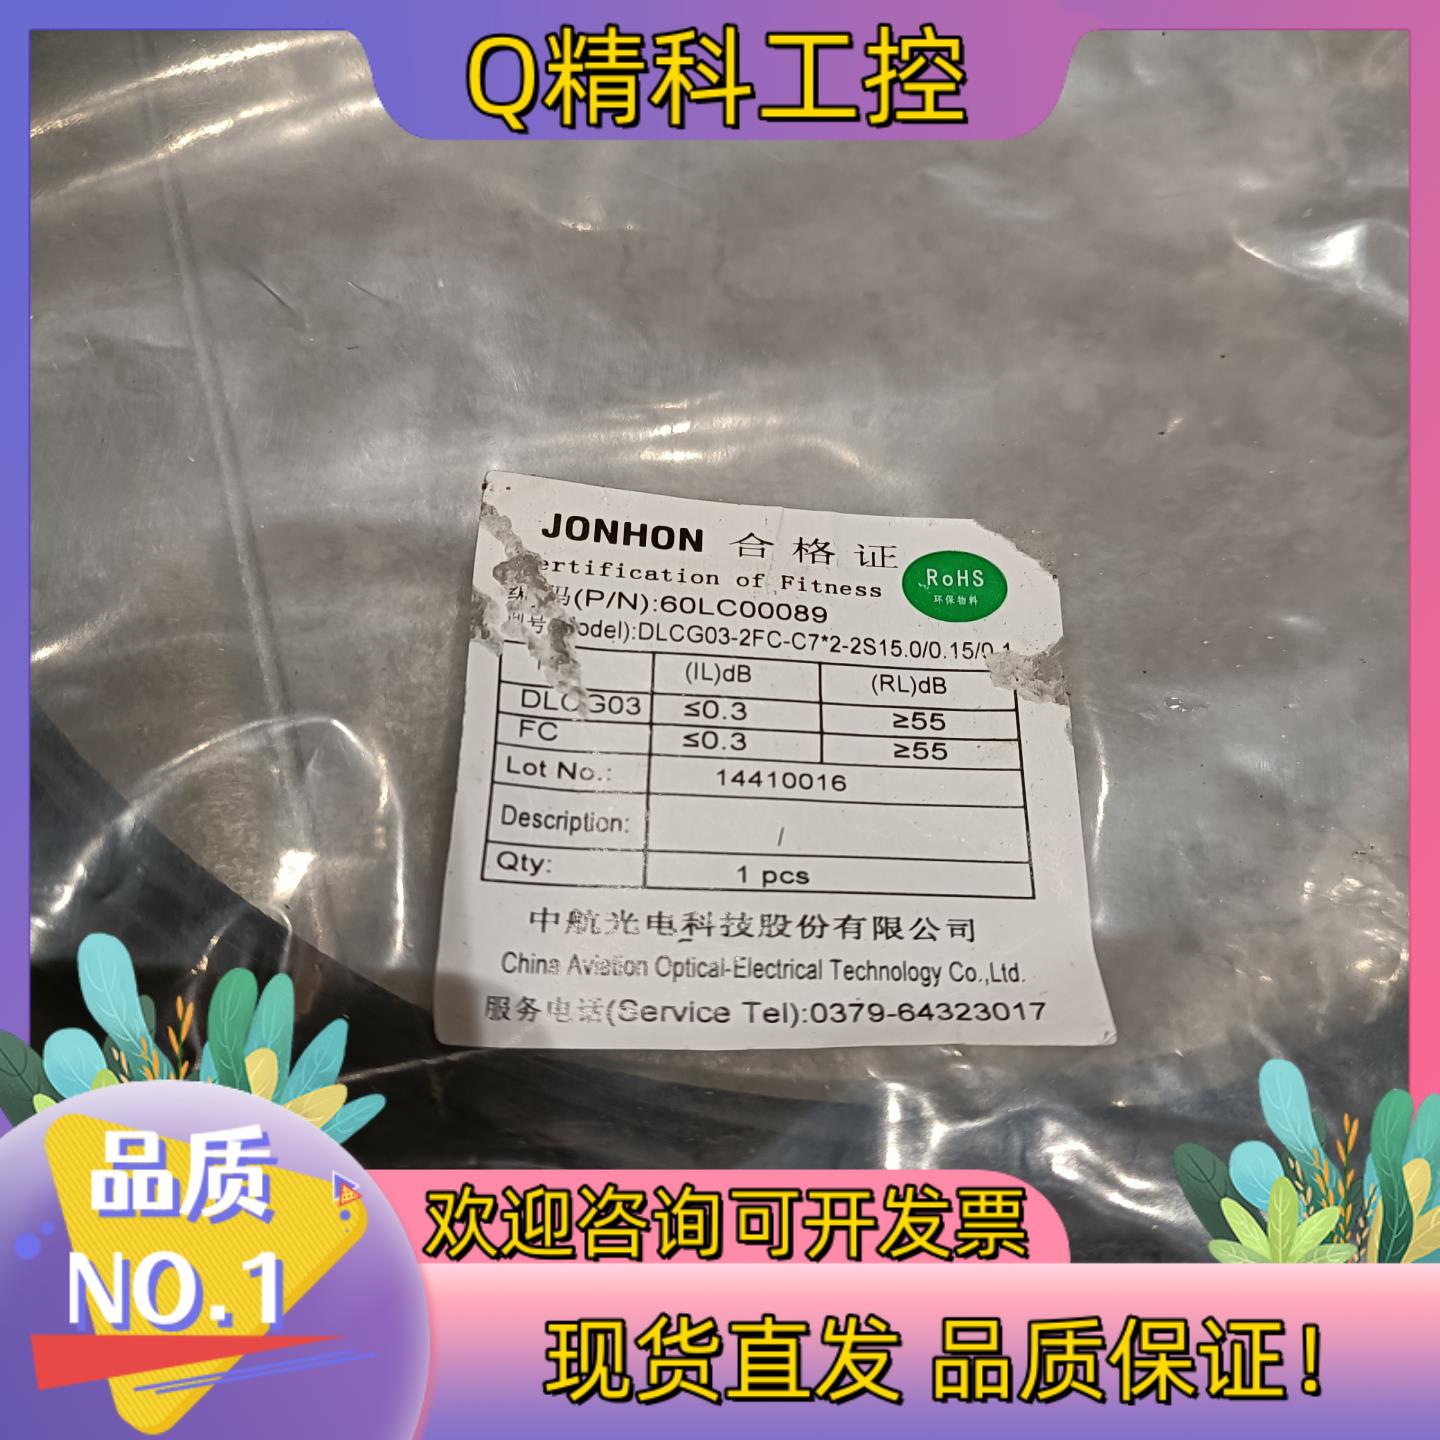 Q精科工控
JONHON 合格证
ertification of Fitness
RoHS
环保物料
码(P/N):60LC00089
型号 odel):DLCG03-2FC-C7*2-2S15.0/0.15/0.1
(IL)dB (RL)dB
DLCG03 ≤0.3 ≥55
FC ≤0.3 ≥55
Lot No.: 14410016
Description: /
Qty: 1 pcs
中航光电科技股份有限公司
China Aviation Optical-Electrical Technology Co.,Ltd.
服务电话(Service Tel):0379-64323017
品质
NO.1
欢迎咨询可开发票
现货直发 品质保证!